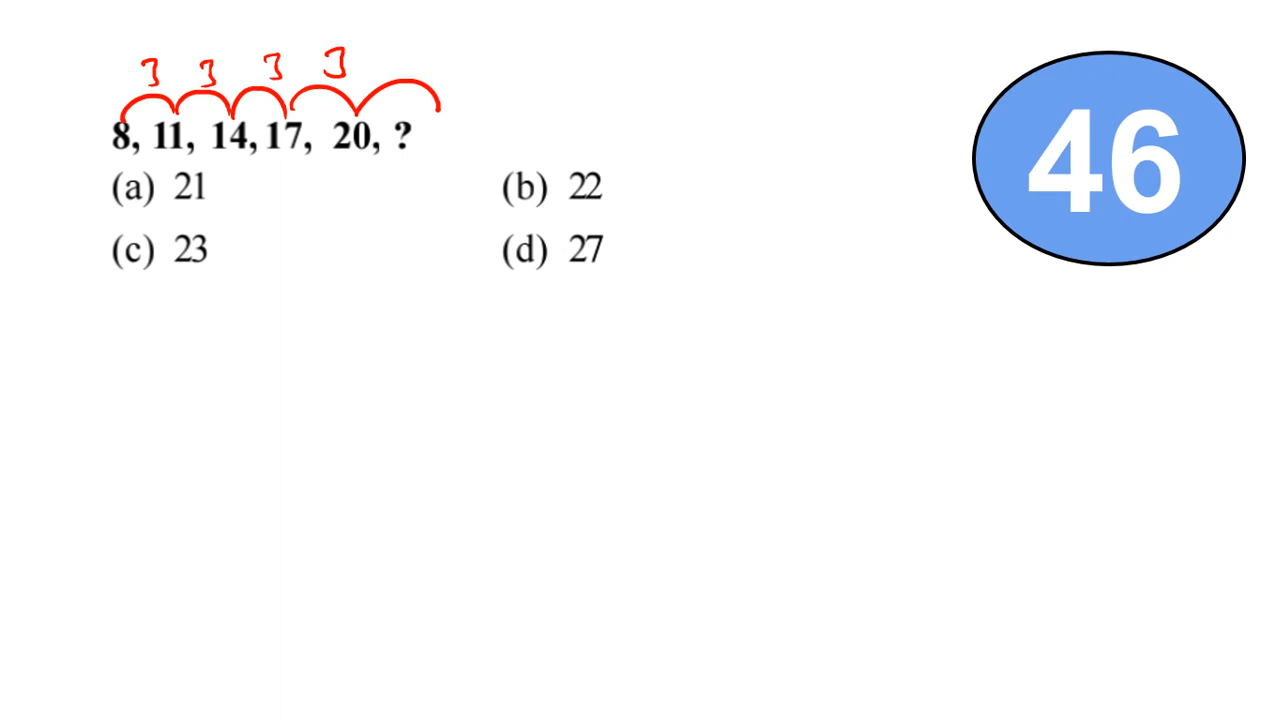 3 3 3 3
46
8, 11, 14, 17, 20, ?
(a) 21 (b) 22
(c) 23 (d) 27